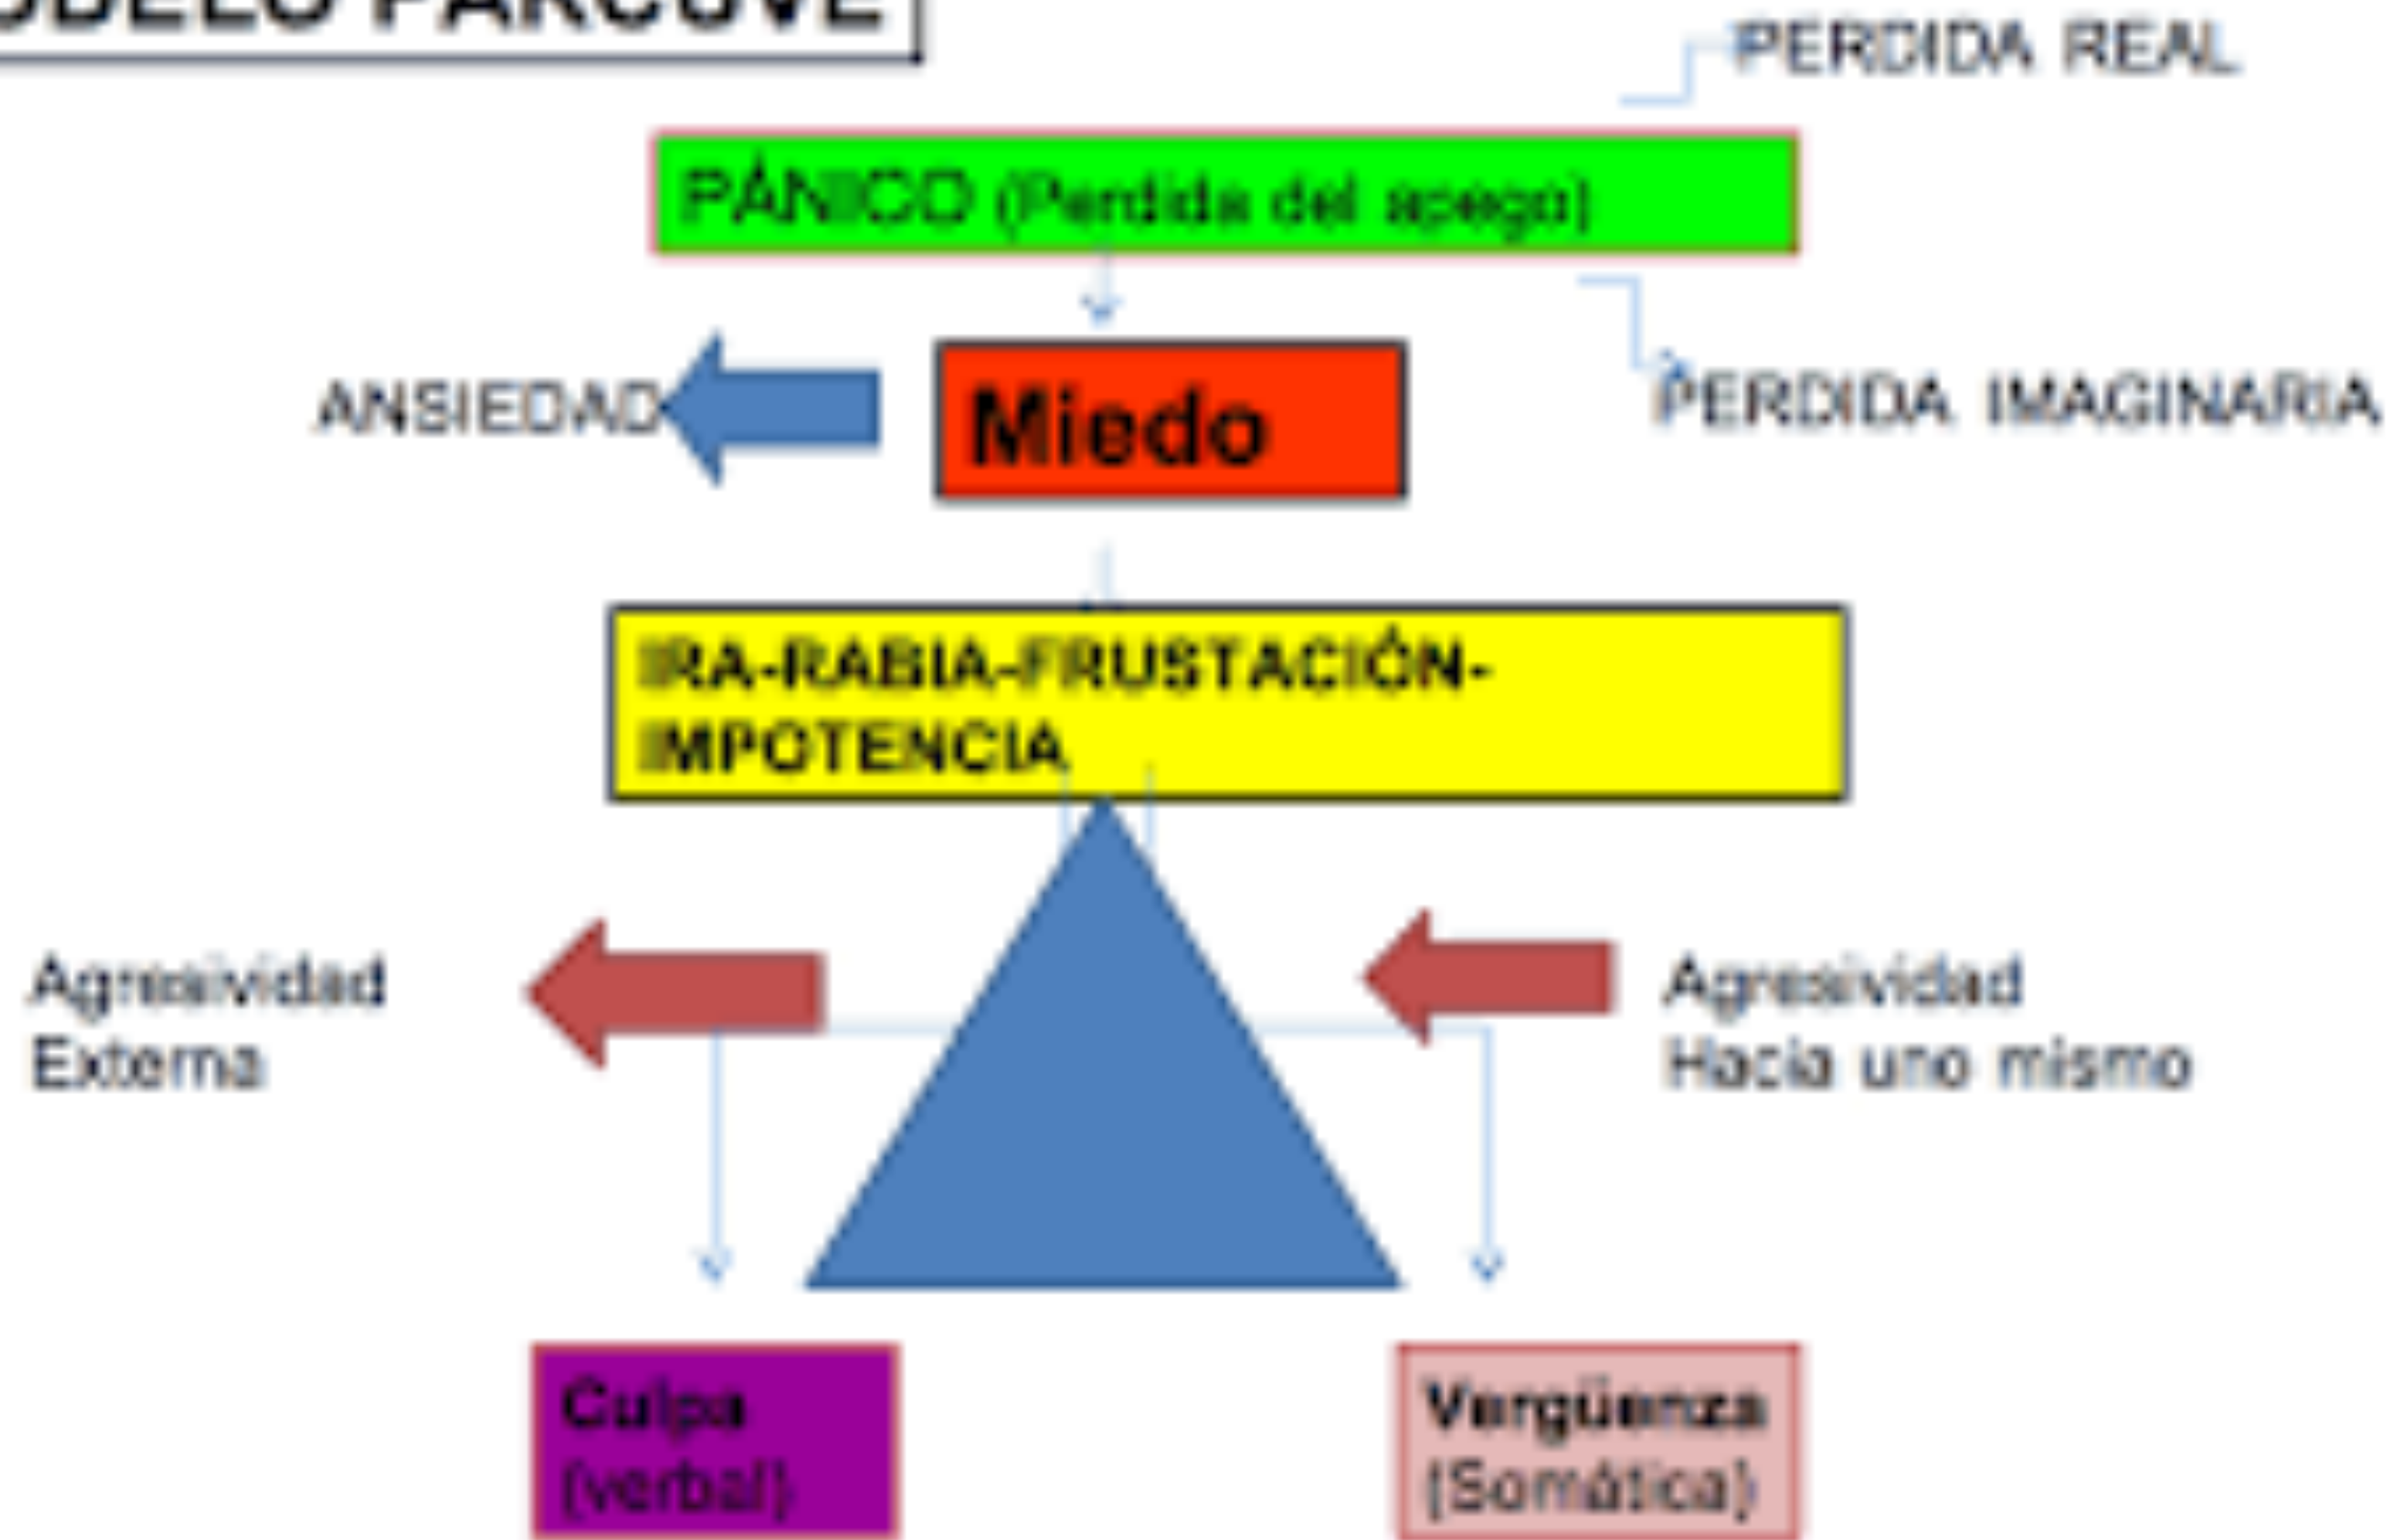 ODELO PARCUVE
PERDIDA REAL
PÁNICO (Perdida del apego)
ANSIEDAD
Miedo
PERDIDA IMAGINARIA
IRA-RABIA-FRUSTACIÓN-
IMPOTENCIA
Agresividad
Externa
Agresividad
Hacia uno mismo
Culpa
(verbal)
Vergüenza
(Somática)